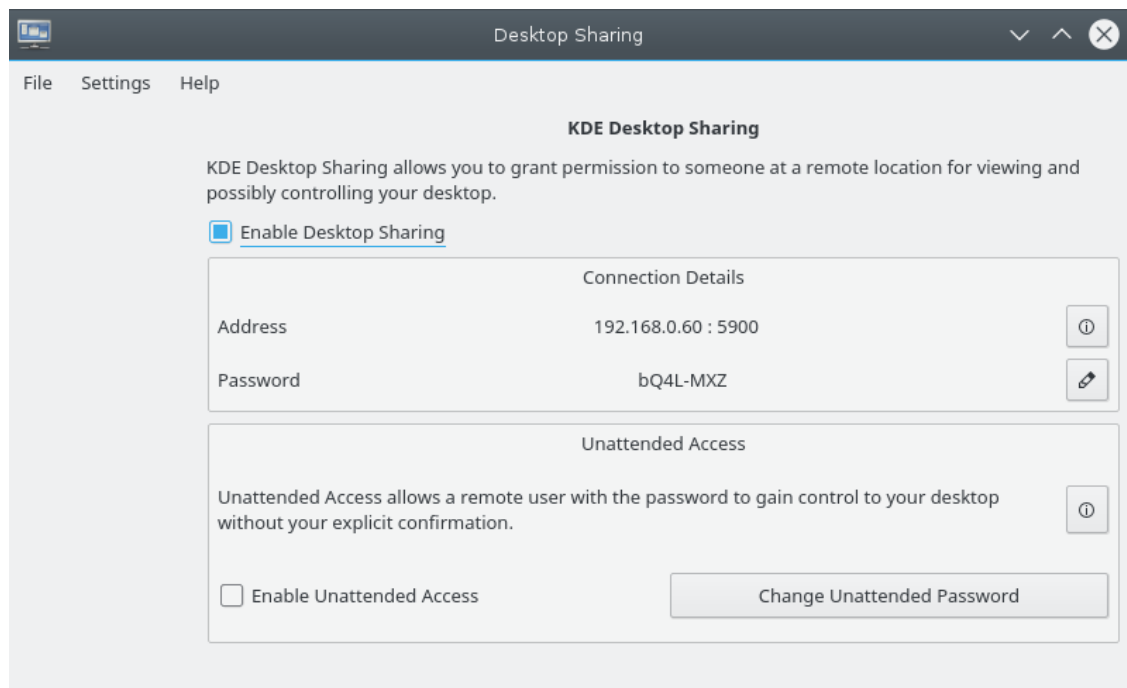 Desktop Sharing
File Settings Help
KDE Desktop Sharing
KDE Desktop Sharing allows you to grant permission to someone at a remote location for viewing and
possibly controlling your desktop.
Enable Desktop Sharing
Connection Details
Address 192.168.0.60 : 5900
Password bQ4L-MXZ
Unattended Access
Unattended Access allows a remote user with the password to gain control to your desktop
without your explicit confirmation.
Enable Unattended Access Change Unattended Password